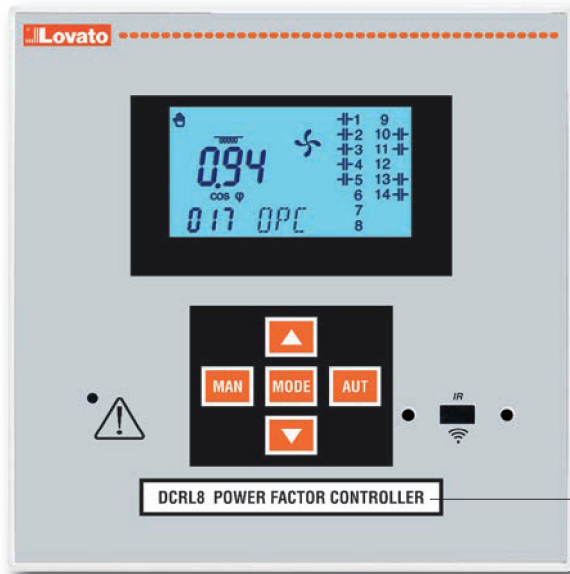 Lovato
1 9
2 10
3 11
0.94 4 12
cos φ 5 13
6 14
017 OPC 7
8
MAN MODE AUT
IR
DCRL8 POWER FACTOR CONTROLLER